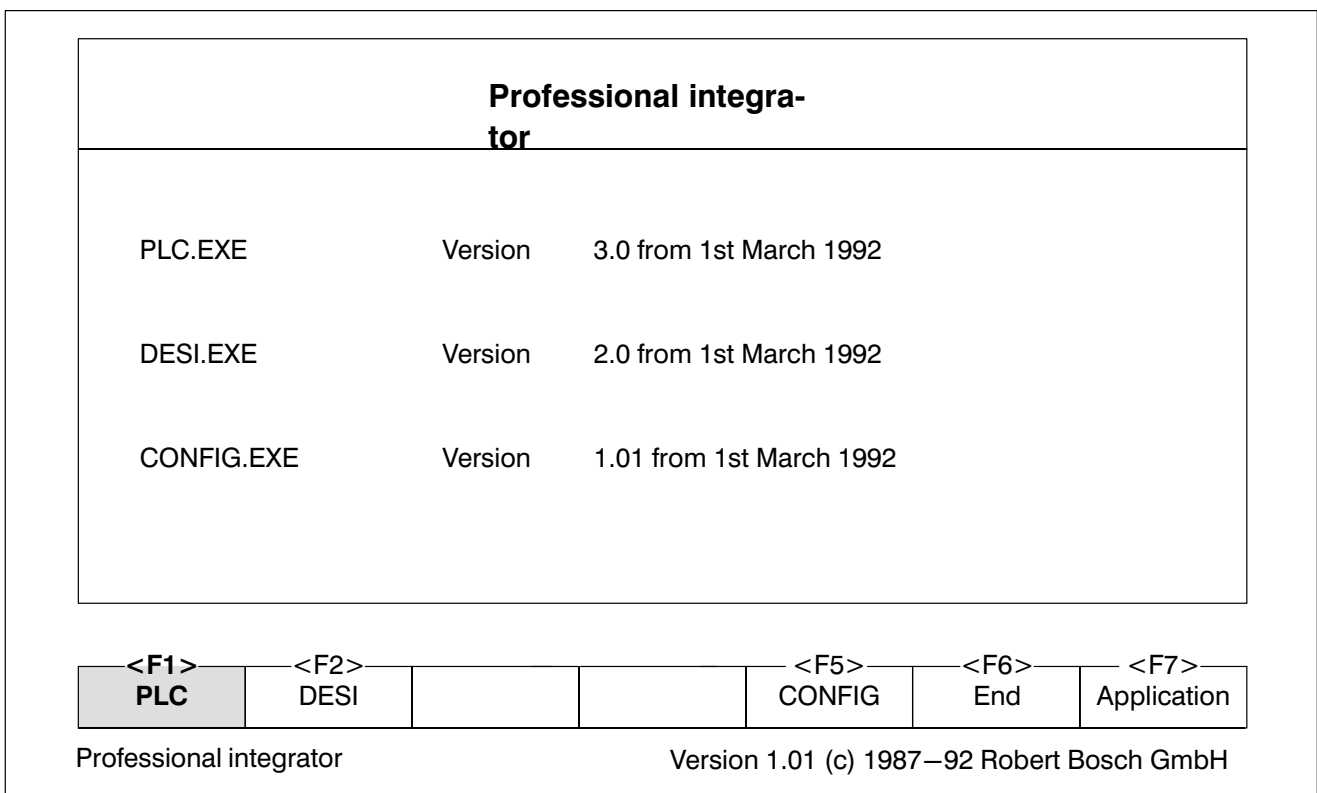 Professional integra-
tor
PLC.EXE Version 3.0 from 1st March 1992
DESI.EXE Version 2.0 from 1st March 1992
CONFIG.EXE Version 1.01 from 1st March 1992
<F1> <F2> <F5> <F6> <F7>
PLC DESI CONFIG End Application
Professional integrator Version 1.01 (c) 1987−92 Robert Bosch GmbH